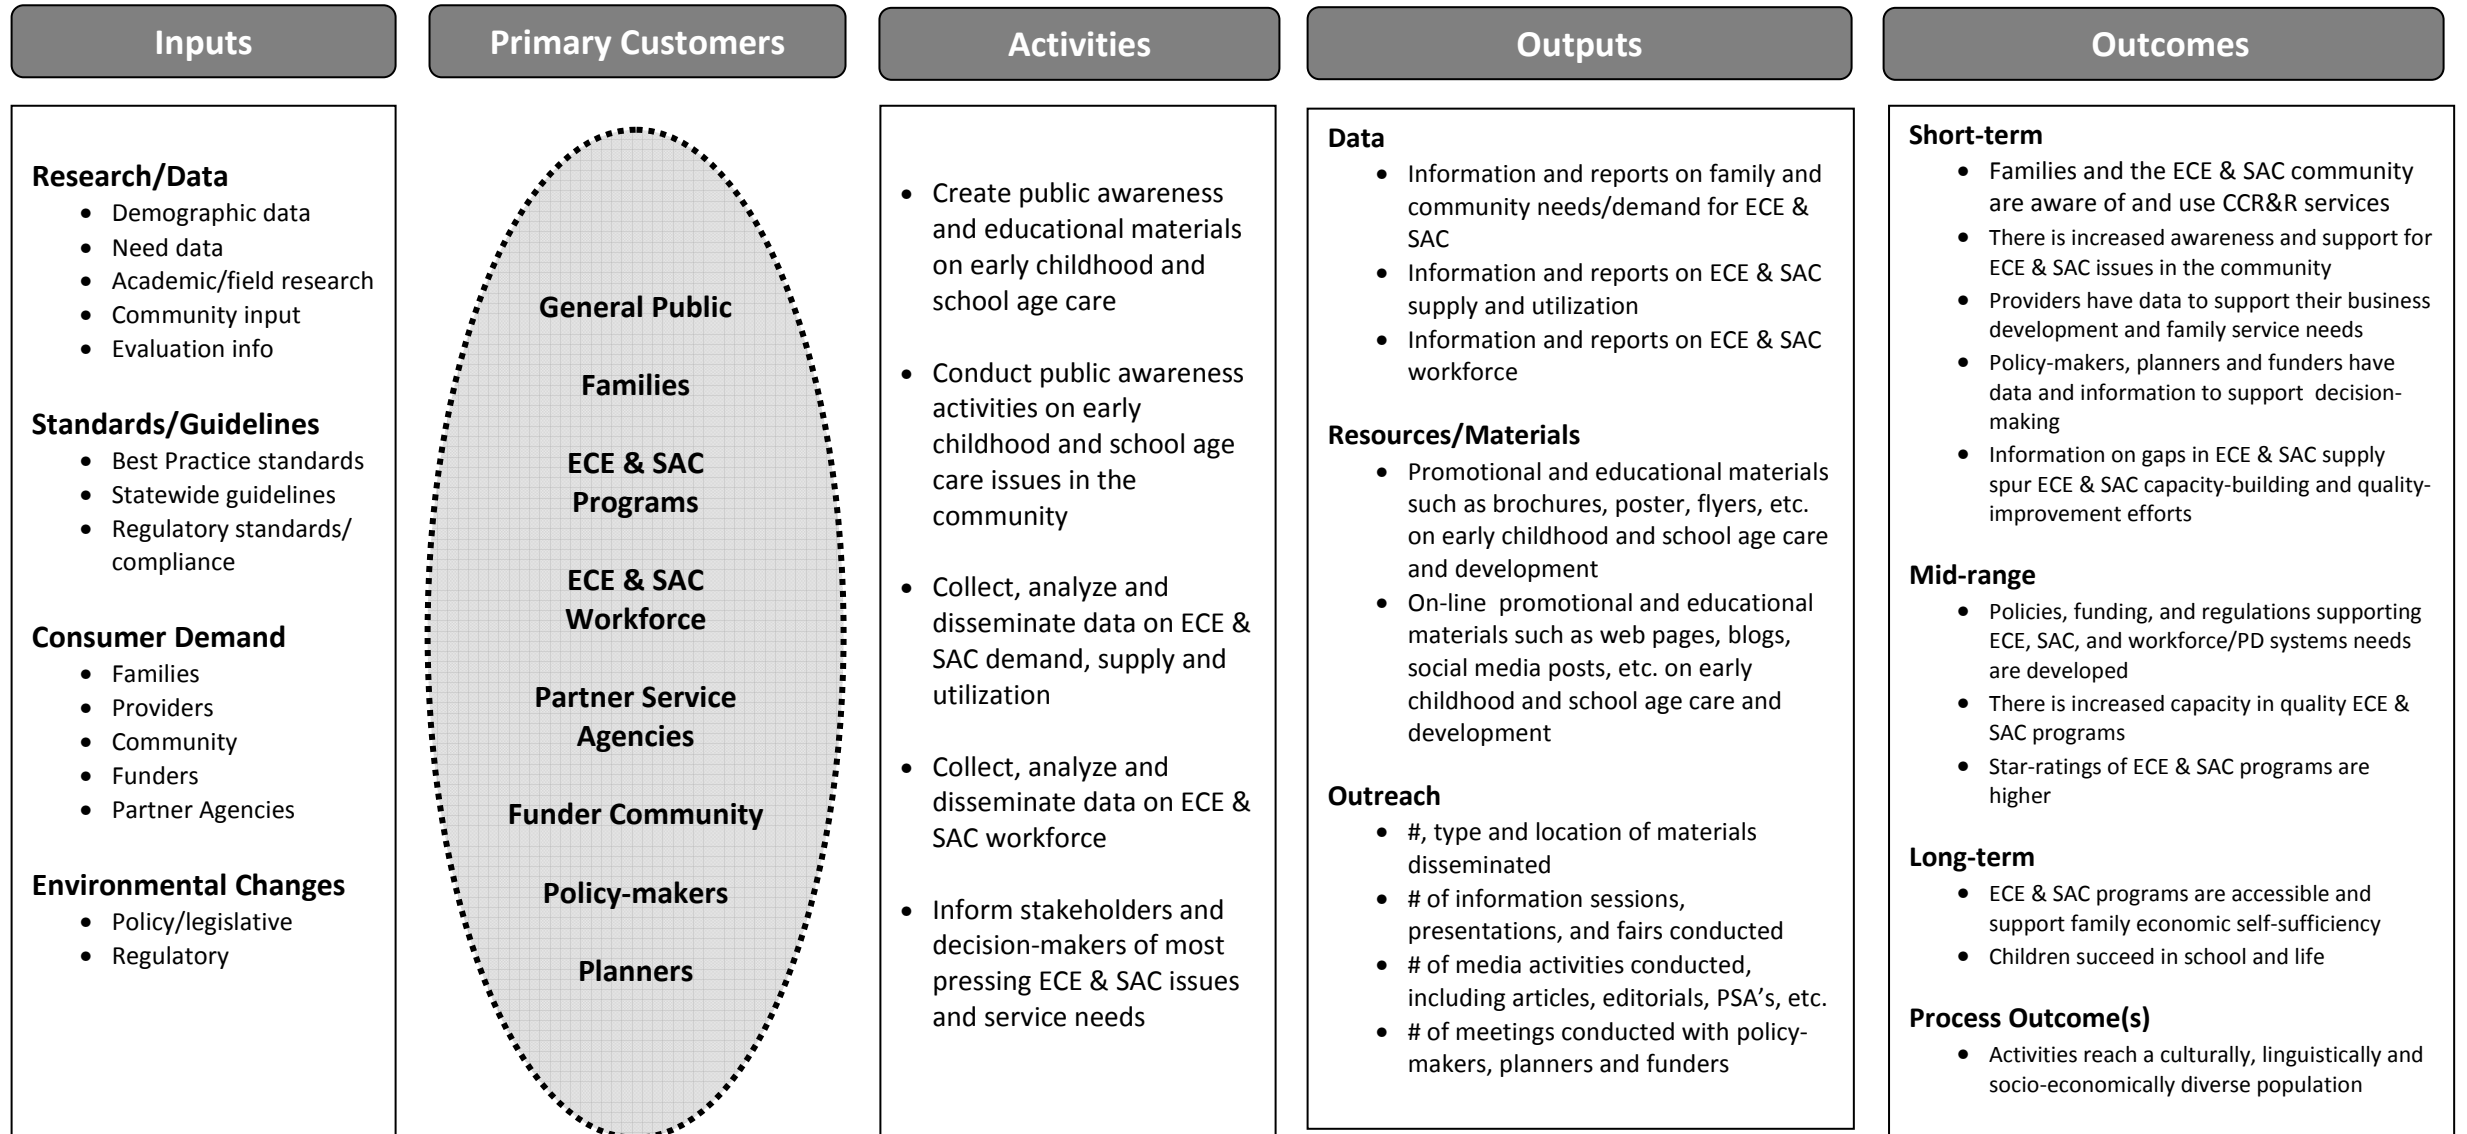 Inputs
Primary Customers
Activities
Outputs
Outcomes
Research/Data
• Demographic data
• Need data
• Academic/field research
• Community input
• Evaluation info
Standards/Guidelines
• Best Practice standards
• Statewide guidelines
• Regulatory standards/
compliance
Consumer Demand
• Families
• Providers
• Community
• Funders
• Partner Agencies
Environmental Changes
• Policy/legislative
• Regulatory
General Public
Families
ECE & SAC
Programs
ECE & SAC
Workforce
Partner Service
Agencies
Funder Community
Policy-makers
Planners
• Create public awareness
and educational materials
on early childhood and
school age care
• Conduct public awareness
activities on early
childhood and school age
care issues in the
community
• Collect, analyze and
disseminate data on ECE &
SAC demand, supply and
utilization
• Collect, analyze and
disseminate data on ECE &
SAC workforce
• Inform stakeholders and
decision-makers of most
pressing ECE & SAC issues
and service needs
Data
• Information and reports on family and
community needs/demand for ECE &
SAC
• Information and reports on ECE & SAC
supply and utilization
• Information and reports on ECE & SAC
workforce
Resources/Materials
• Promotional and educational materials
such as brochures, poster, flyers, etc.
on early childhood and school age care
and development
• On-line promotional and educational
materials such as web pages, blogs,
social media posts, etc. on early
childhood and school age care and
development
Outreach
• #, type and location of materials
disseminated
• # of information sessions,
presentations, and fairs conducted
• # of media activities conducted,
including articles, editorials, PSA's, etc.
• # of meetings conducted with policy-
makers, planners and funders
Short-term
• Families and the ECE & SAC community
are aware of and use CCR&R services
• There is increased awareness and support for
ECE & SAC issues in the community
• Providers have data to support their business
development and family service needs
• Policy-makers, planners and funders have
data and information to support decision-
making
• Information on gaps in ECE & SAC supply
spur ECE & SAC capacity-building and quality-
improvement efforts
Mid-range
• Policies, funding, and regulations supporting
ECE, SAC, and workforce/PD systems needs
are developed
• There is increased capacity in quality ECE &
SAC programs
• Star-ratings of ECE & SAC programs are
higher
Long-term
• ECE & SAC programs are accessible and
support family economic self-sufficiency
• Children succeed in school and life
Process Outcome(s)
• Activities reach a culturally, linguistically and
socio-economically diverse population